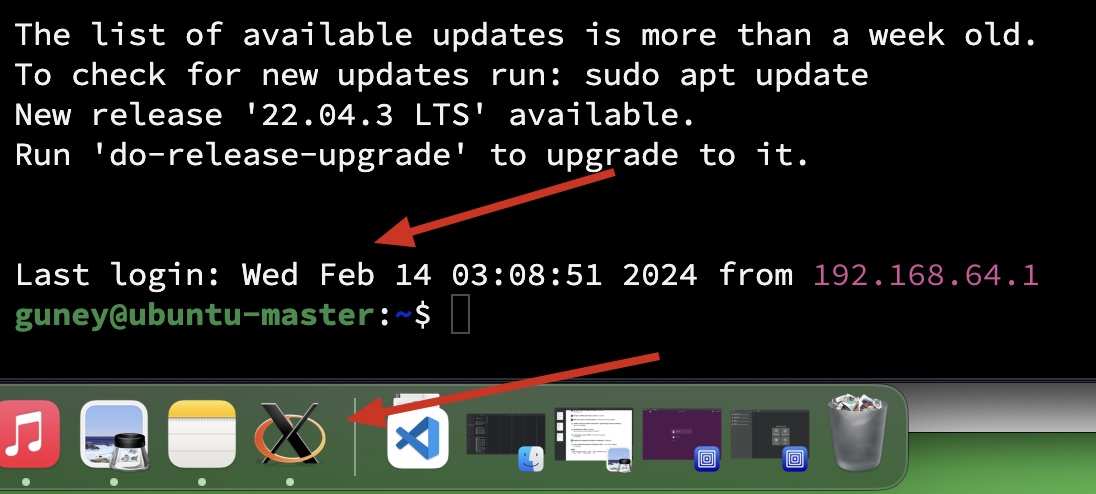 The list of available updates is more than a week old.
To check for new updates run: sudo apt update
New release '22.04.3 LTS' available.
Run 'do-release-upgrade' to upgrade to it.
Last login: Wed Feb 14 03:08:51 2024 from 192.168.64.1
guney@ubuntu-master:~$